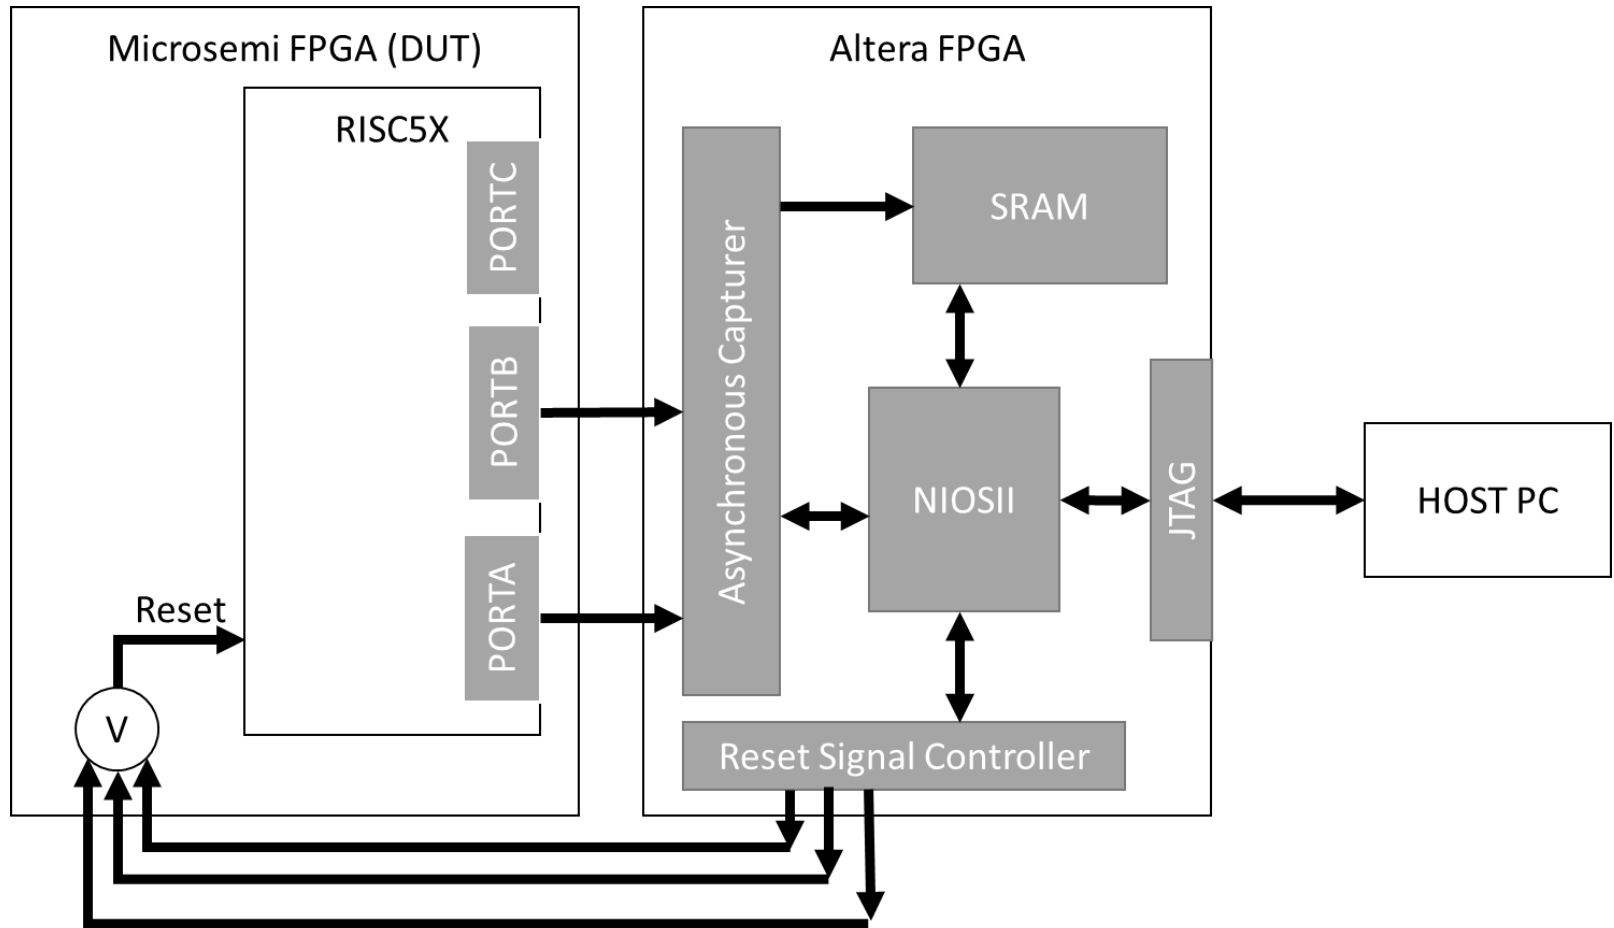 Microsemi FPGA (DUT)
RISC5X
PORTC
PORTB
PORTA
Reset
V
Altera FPGA
Asynchronous Capturer
SRAM
NIOSII
JTAG
Reset Signal Controller
HOST PC